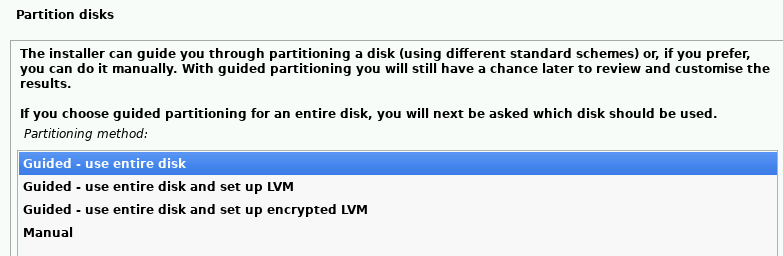 Partition disks
The installer can guide you through partitioning a disk (using different standard schemes) or, if you prefer,
you can do it manually. With guided partitioning you will still have a chance later to review and customise the
results.
If you choose guided partitioning for an entire disk, you will next be asked which disk should be used.
Partitioning method:
Guided - use entire disk
Guided - use entire disk and set up LVM
Guided - use entire disk and set up encrypted LVM
Manual